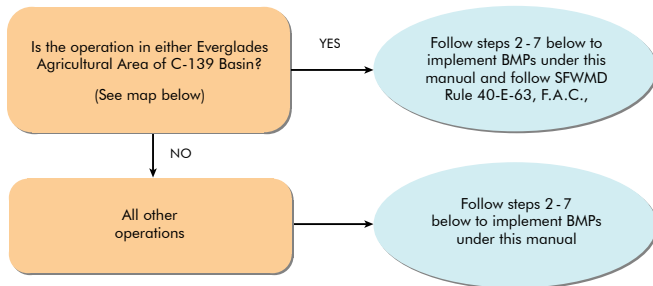 Is the operation in either Everglades
Agricultural Area of C-139 Basin?
(See map below)
YES
Follow steps 2 - 7 below to
implement BMPs under this
manual and follow SFWMD
Rule 40-E-63, F.A.C.,
NO
All other
operations
Follow steps 2 - 7
below to implement BMPs
under this manual